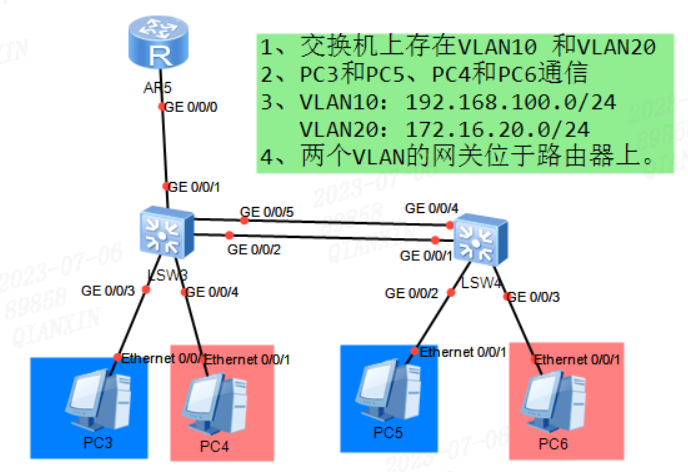 1、交换机上存在VLAN10 和VLAN20
2、PC3和PC5、PC4和PC6通信
3、VLAN10：192.168.100.0/24
VLAN20：172.16.20.0/24
4、两个VLAN的网关位于路由器上。
R
AR5
GE 0/0/0
GE 0/0/1
GE 0/0/5
GE 0/0/4
GE 0/0/2
GE 0/0/1
LSW3
LSW4
GE 0/0/3
GE 0/0/4
GE 0/0/2
GE 0/0/3
Ethernet 0/0/
Ethernet 0/0/1
Ethernet 0/0/1
Ethernet 0/0/1
PC3
PC4
PC5
PC6
2023-07-06
89858
QIANXIN